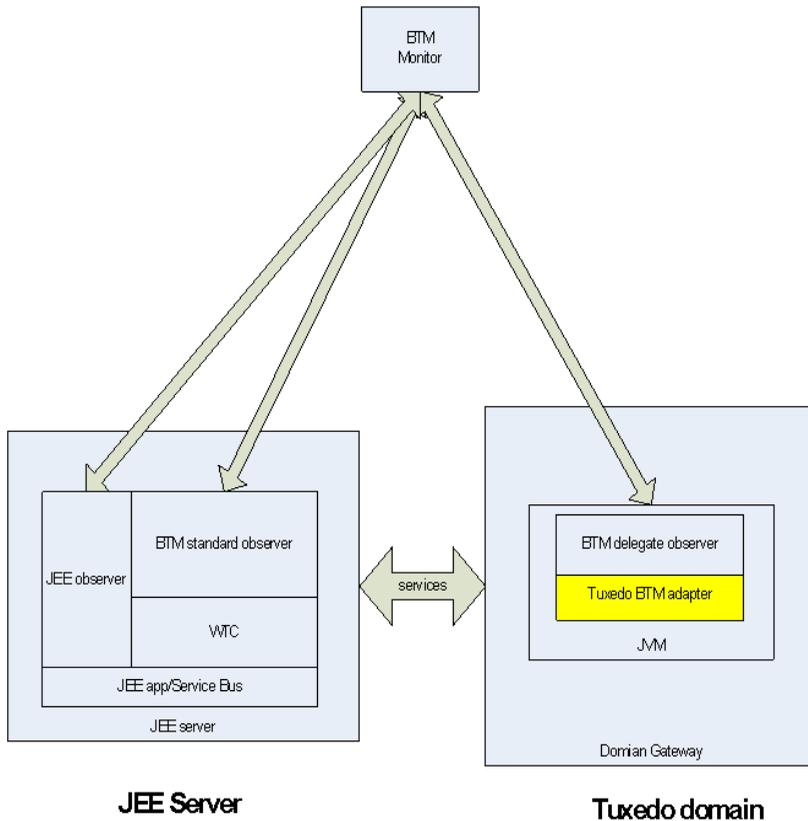 BTM
Monitor
JEE observer
BTM standard observer
WTC
JEE app/Service Bus
JEE server
services
BTM delegate observer
Tuxedo BTM adapter
JVM
Domian Gateway
JEE Server
Tuxedo domain